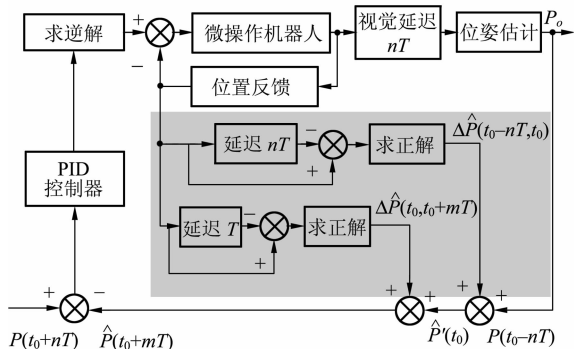 求逆解
+
−
微操作机器人
视觉延迟
nT
位姿估计
Pₒ
位置反馈
延迟 nT
−
+
求正解
ΔP̂(t₀−nT,t₀)
PID
控制器
延迟 T
−
+
求正解
ΔP̂(t₀,t₀+mT)
+
−
+
+
+
+
P(t₀+nT)
P̂(t₀+mT)
P̂′(t₀)
P(t₀−nT)